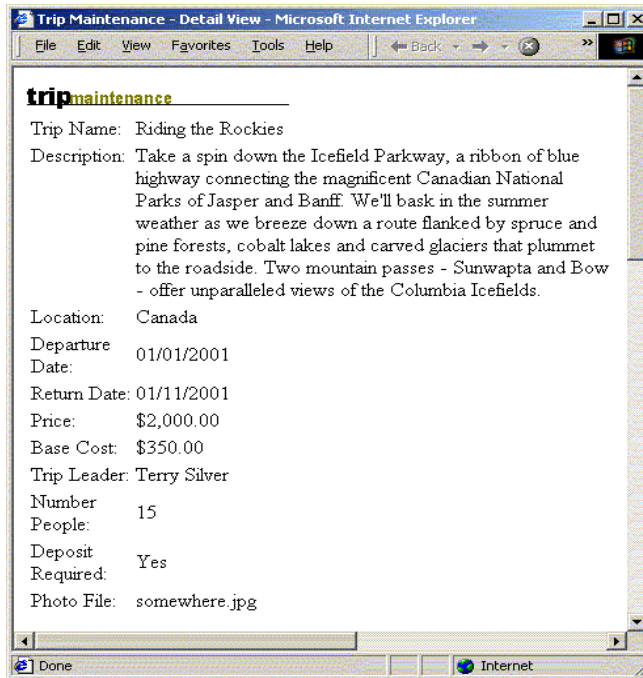 Trip Maintenance - Detail View - Microsoft Internet Explorer
File Edit View Favorites Tools Help Back »
tripmaintenance
Trip Name: Riding the Rockies
Description: Take a spin down the Icefield Parkway, a ribbon of blue
highway connecting the magnificent Canadian National
Parks of Jasper and Banff. We'll bask in the summer
weather as we breeze down a route flanked by spruce and
pine forests, cobalt lakes and carved glaciers that plummet
to the roadside. Two mountain passes - Sunwapta and Bow
- offer unparalleled views of the Columbia Icefields.
Location: Canada
Departure
Date: 01/01/2001
Return Date: 01/11/2001
Price: $2,000.00
Base Cost: $350.00
Trip Leader: Terry Silver
Number
People: 15
Deposit
Required: Yes
Photo File: somewhere.jpg
Done Internet